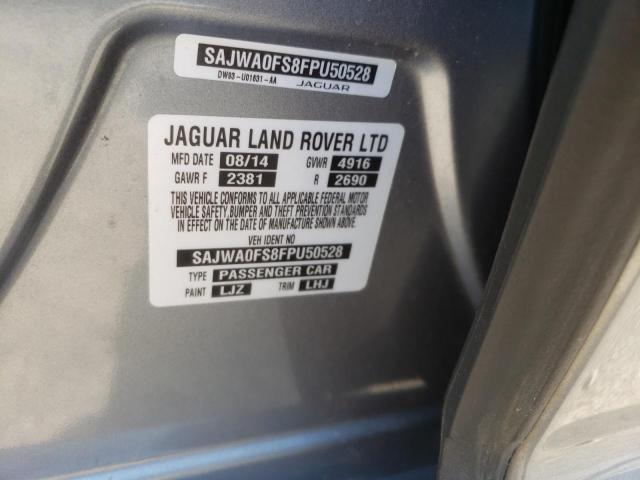 SAJWA0FS8FPU50528
DW93-U01631-AA JAGUAR
JAGUAR LAND ROVER LTD
MFD DATE 08/14 GVWR 4916
GAWR F 2381 R 2690
THIS VEHICLE CONFORMS TO ALL APPLICABLE FEDERAL MOTOR
VEHICLE SAFETY, BUMPER AND THEFT PREVENTION STANDARDS
IN EFFECT ON THE DATE OF MANUFACTURE SHOWN ABOVE.
VEH IDENT NO
SAJWA0FS8FPU50528
TYPE PASSENGER CAR
PAINT LJZ TRIM LHJ